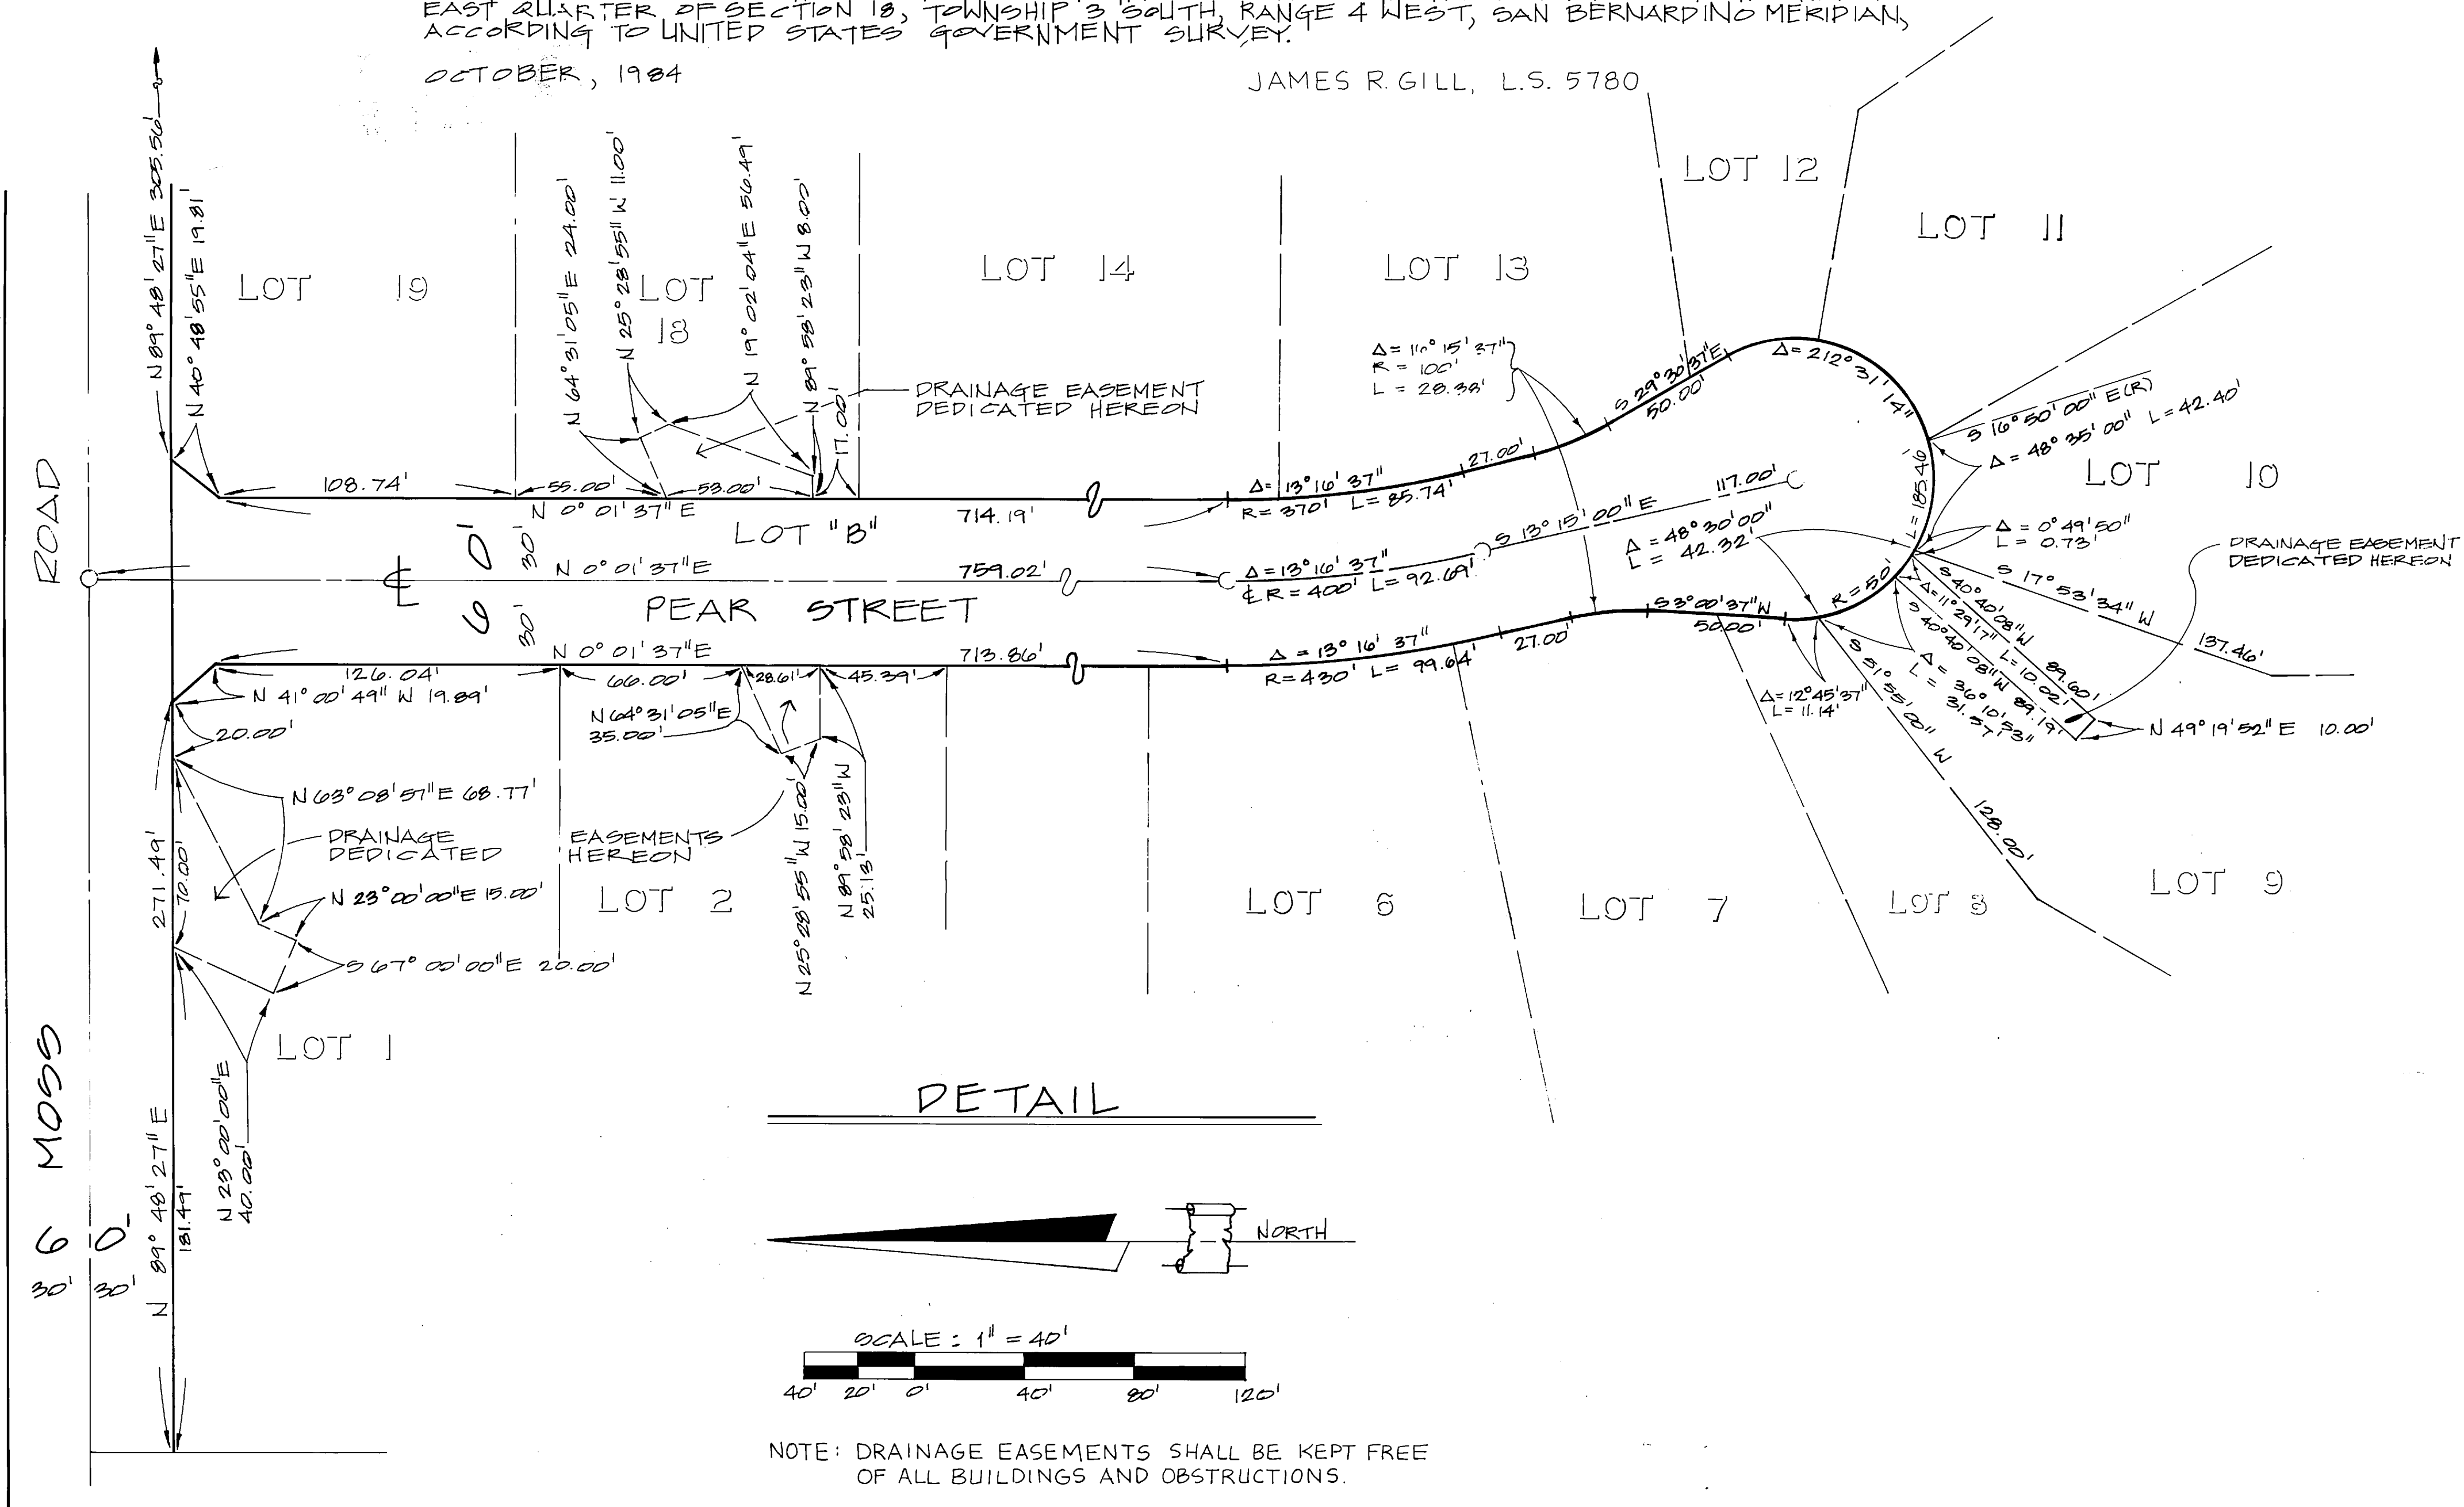 EAST QUARTER OF SECTION 18, TOWNSHIP 3 SOUTH, RANGE 4 WEST, SAN BERNARDINO MERIDIAN,
ACCORDING TO UNITED STATES GOVERNMENT SURVEY.
OCTOBER, 1984
JAMES R. GILL, L.S. 5780
N 89° 48' 27" E 305.56'
N 40° 48' 55" E 19.81'
LOT 19
N 64° 31' 05" E 24.00'
N 25° 28' 55" W 11.00'
LOT
18
N 19° 02' 04" E 56.49'
N 89° 58' 23" W 8.00'
17.00'
DRAINAGE EASEMENT
DEDICATED HEREON
LOT 14
LOT 13
LOT 12
LOT 11
Δ= 15' 37"
R = 100'
L = 28.38'
S 29° 30' 37" E
50.00'
Δ= 212° 31' 14"
L= 185.46'
R = 50'
S 16° 50' 00" E (R)
Δ= 48° 35' 00" L= 42.40'
LOT 10
ROAD
108.74'
55.00'
53.00'
N 0° 01' 37" E
LOT "B"
714.19'
Δ= 13° 16' 37"
R= 370' L= 85.74'
27.00'
S 13° 15' 00" E
117.00'
Δ= 48° 30' 00"
L= 42.32'
Δ= 0° 49' 50"
L= 0.73'
DRAINAGE EASEMENT
DEDICATED HEREON
60'
30'
30'
N 0° 01' 37" E
759.02'
Δ= 13° 16' 37"
℄ R= 400' L= 92.69'
PEAR STREET
S 3° 00' 37" W
50.00'
S 17° 53' 34" W
137.46'
S 40° 40' 08" W 89.60'
Δ= 11° 29' 17" L= 10.02'
S 40° 40' 08" W 89.19'
Δ= 36° 10' 53"
L= 31.57'
N 49° 19' 52" E 10.00'
N 0° 01' 37" E
713.86'
Δ= 13° 16' 37"
R= 430' L= 99.64'
27.00'
126.04'
66.00'
28.61'
45.39'
N 41° 00' 49" W 19.89'
20.00'
N 64° 31' 05" E
35.00'
Δ= 12° 45' 37"
L= 11.14'
S 51° 55' 00" W
128.00'
N 63° 08' 57" E 68.77'
DRAINAGE EASEMENTS
DEDICATED HEREON
271.49'
70.00'
N 23° 00' 00" E 15.00'
S 67° 00' 00" E 20.00'
LOT 2
N 25° 28' 55" W 15.00'
N 89° 58' 23" W
25.13'
LOT 6
LOT 7
LOT 8
LOT 9
LOT 1
N 23° 00' 00" E
40.00'
MOSS
60'
30'
30'
N 89° 48' 27" E
181.49'
DETAIL
NORTH
SCALE : 1" = 40'
40' 20' 0' 40' 80' 120'
NOTE: DRAINAGE EASEMENTS SHALL BE KEPT FREE
OF ALL BUILDINGS AND OBSTRUCTIONS.